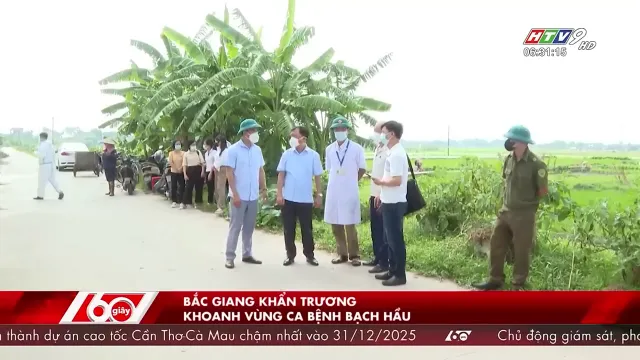 HTV9 HD
06:31:15
60 giây
BẮC GIANG KHẨN TRƯƠNG
KHOANH VÙNG CA BỆNH BẠCH HẦU
thành dự án cao tốc Cần Thơ-Cà Mau chậm nhất vào 31/12/2025 60 Chủ động giám sát,